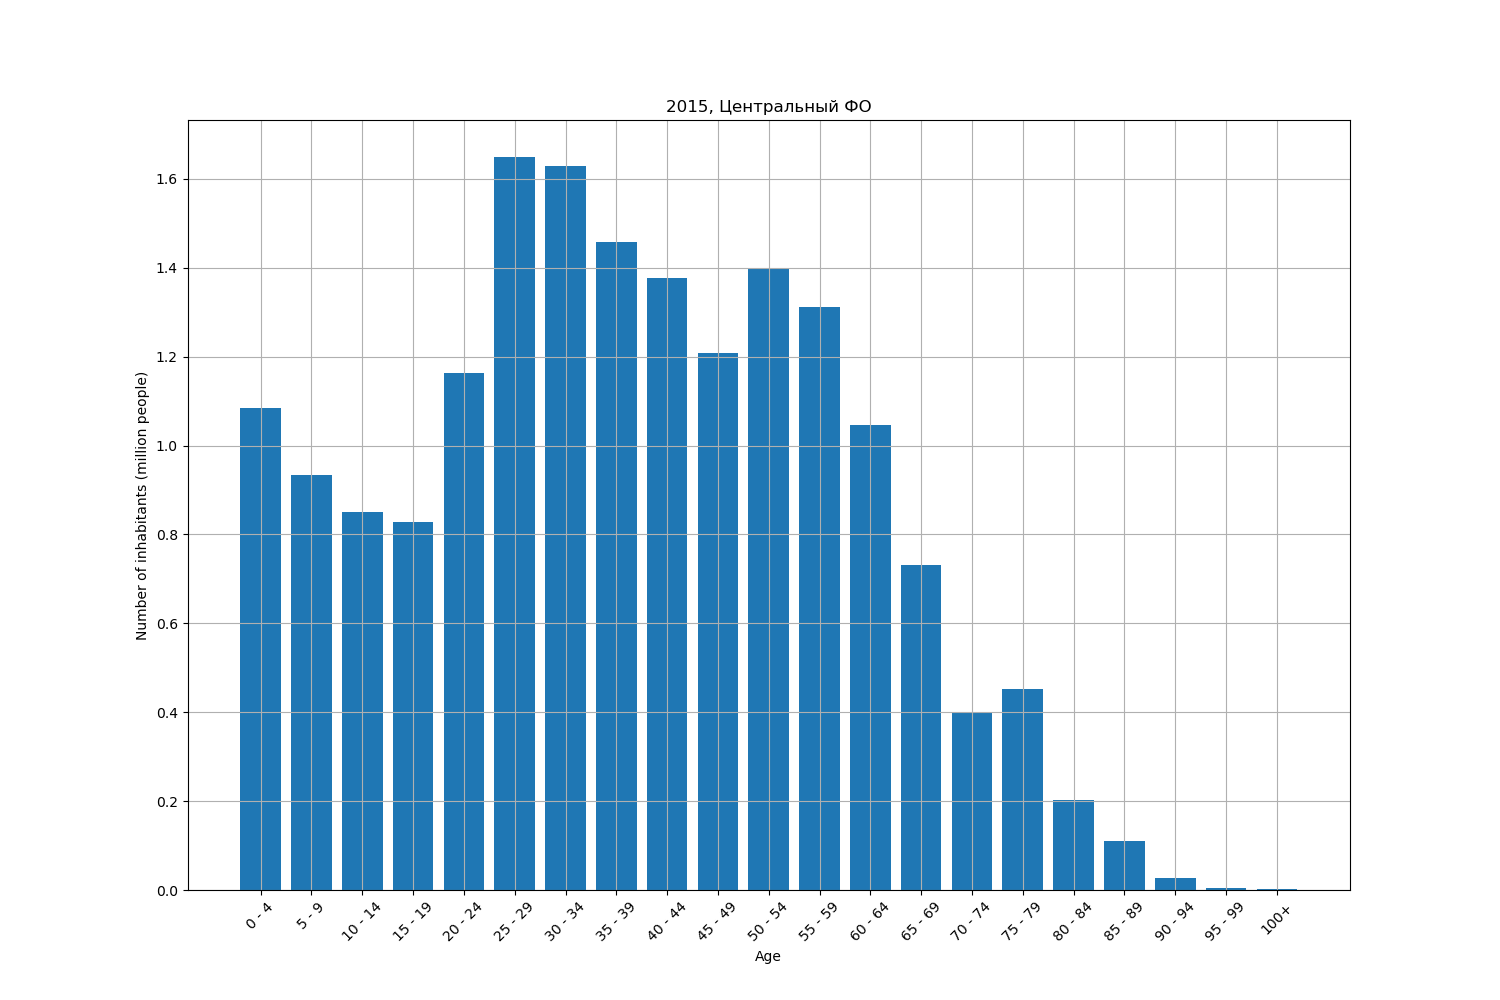 2015, Центральный ФО
Number of inhabitants (million people)
1.6
1.4
1.2
1.0
0.8
0.6
0.4
0.2
0.0
0 - 4
5 - 9
10 - 14
15 - 19
20 - 24
25 - 29
30 - 34
35 - 39
40 - 44
45 - 49
50 - 54
55 - 59
60 - 64
65 - 69
70 - 74
75 - 79
80 - 84
85 - 89
90 - 94
95 - 99
100+
Age